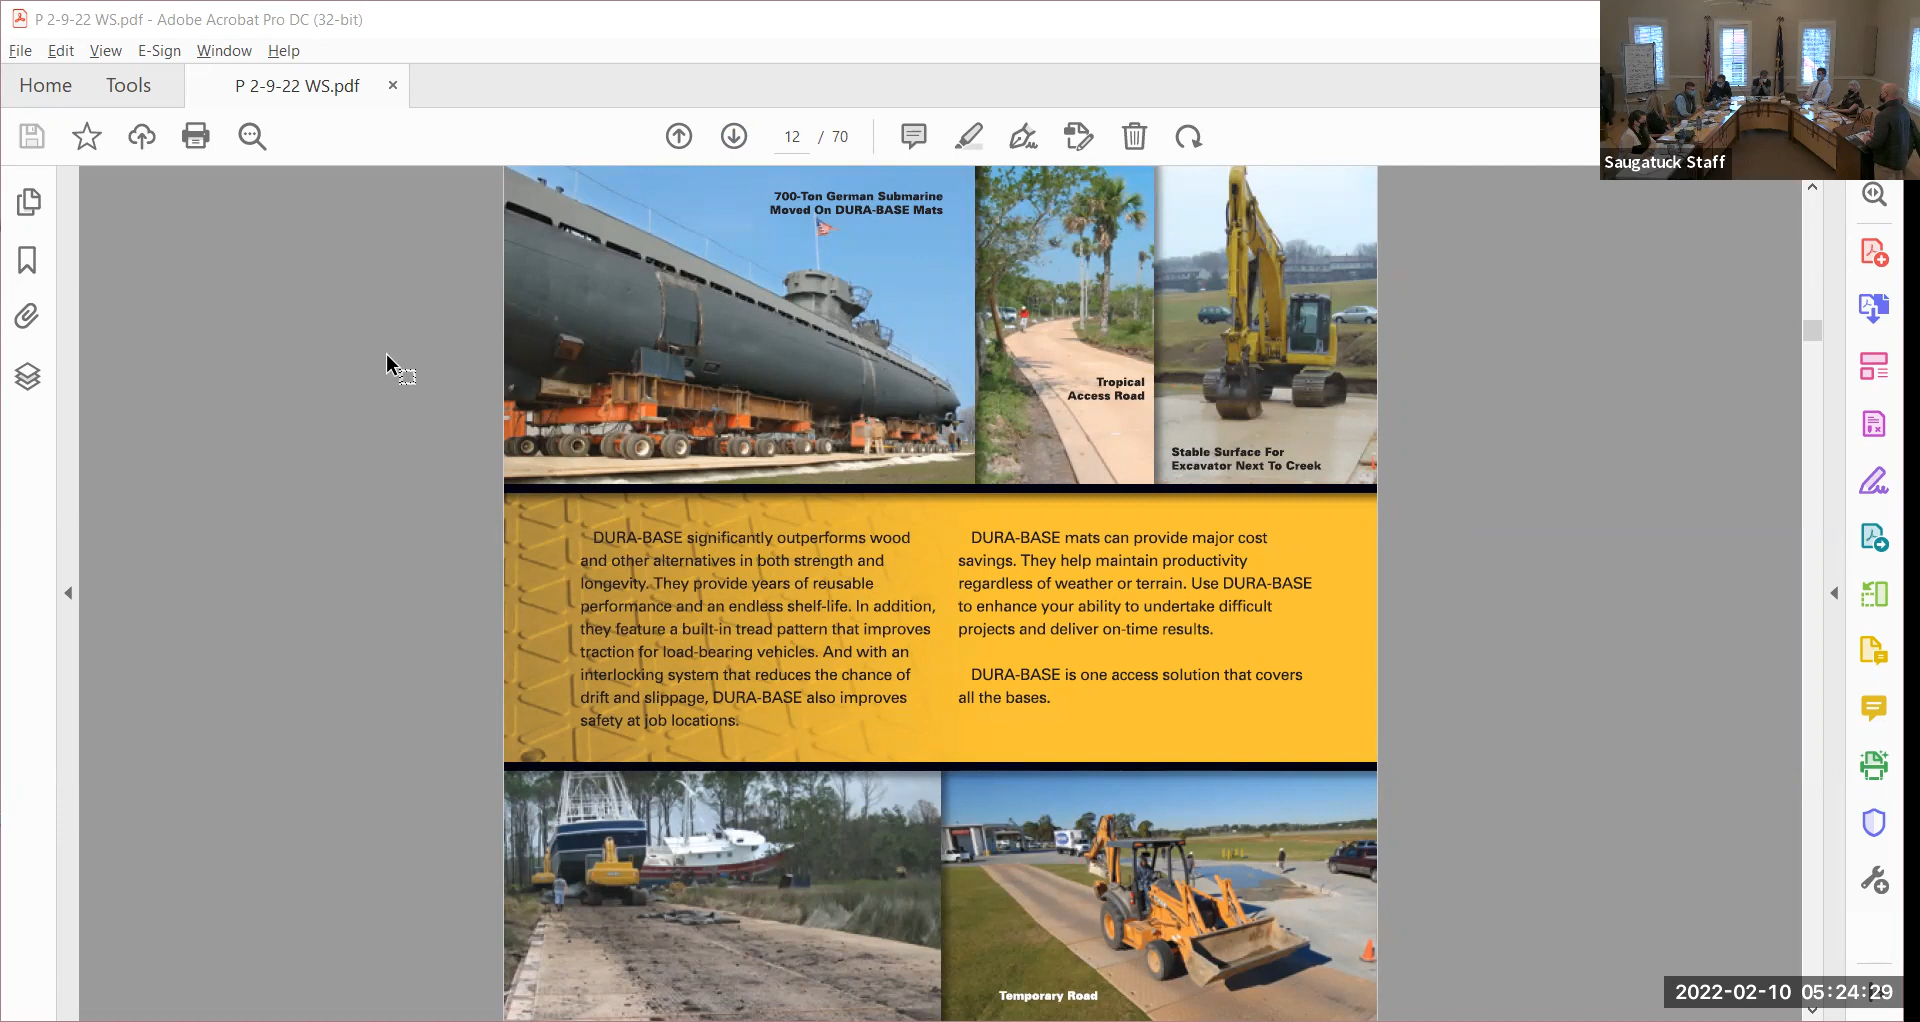 P 2-9-22 WS.pdf - Adobe Acrobat Pro DC (32-bit)
File Edit View E-Sign Window Help
Home Tools P 2-9-22 WS.pdf ×
12 / 70
Saugatuck Staff
700-Ton German Submarine
Moved On DURA-BASE Mats
Tropical
Access Road
Stable Surface For
Excavator Next To Creek
DURA-BASE significantly outperforms wood
and other alternatives in both strength and
longevity. They provide years of reusable
performance and an endless shelf-life. In addition,
they feature a built-in tread pattern that improves
traction for load-bearing vehicles. And with an
interlocking system that reduces the chance of
drift and slippage, DURA-BASE also improves
safety at job locations.
DURA-BASE mats can provide major cost
savings. They help maintain productivity
regardless of weather or terrain. Use DURA-BASE
to enhance your ability to undertake difficult
projects and deliver on-time results.
DURA-BASE is one access solution that covers
all the bases.
Temporary Road
2022-02-10 05:24:29